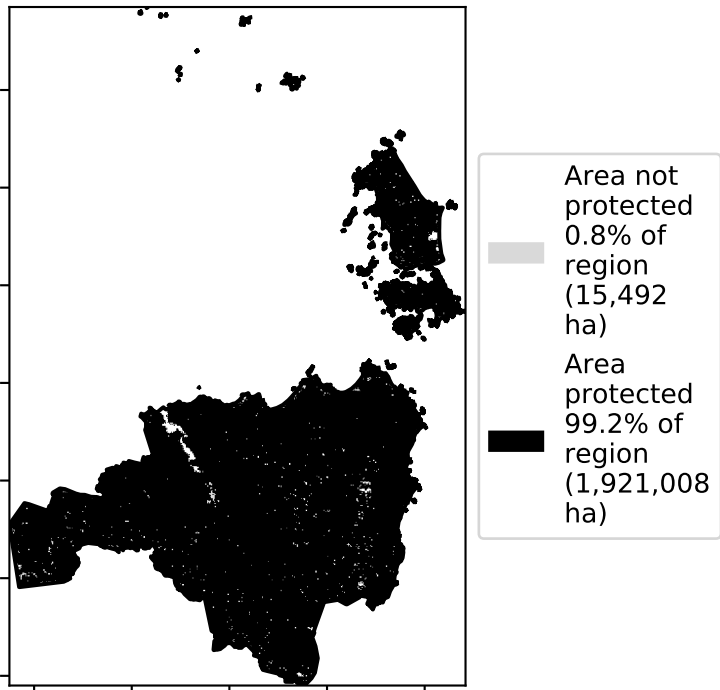 Area not
protected
0.8% of
region
(15,492
ha)
Area
protected
99.2% of
region
(1,921,008
ha)